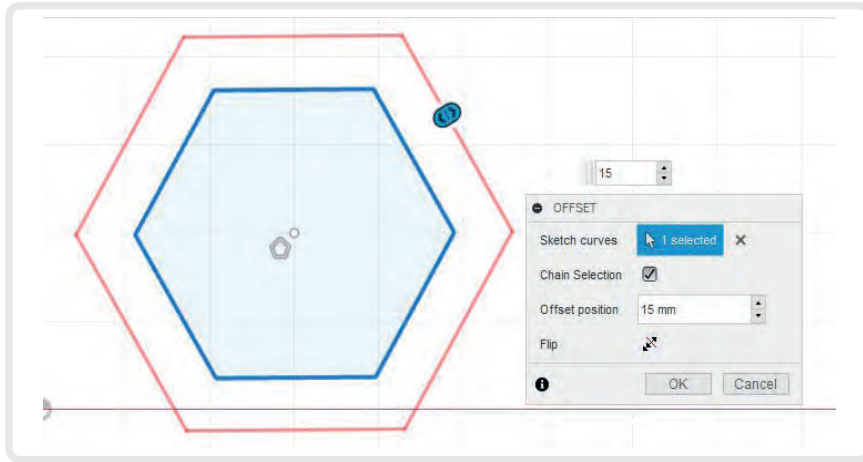 15
OFFSET
Sketch curves 1 selected
Chain Selection
Offset position 15 mm
Flip
OK Cancel